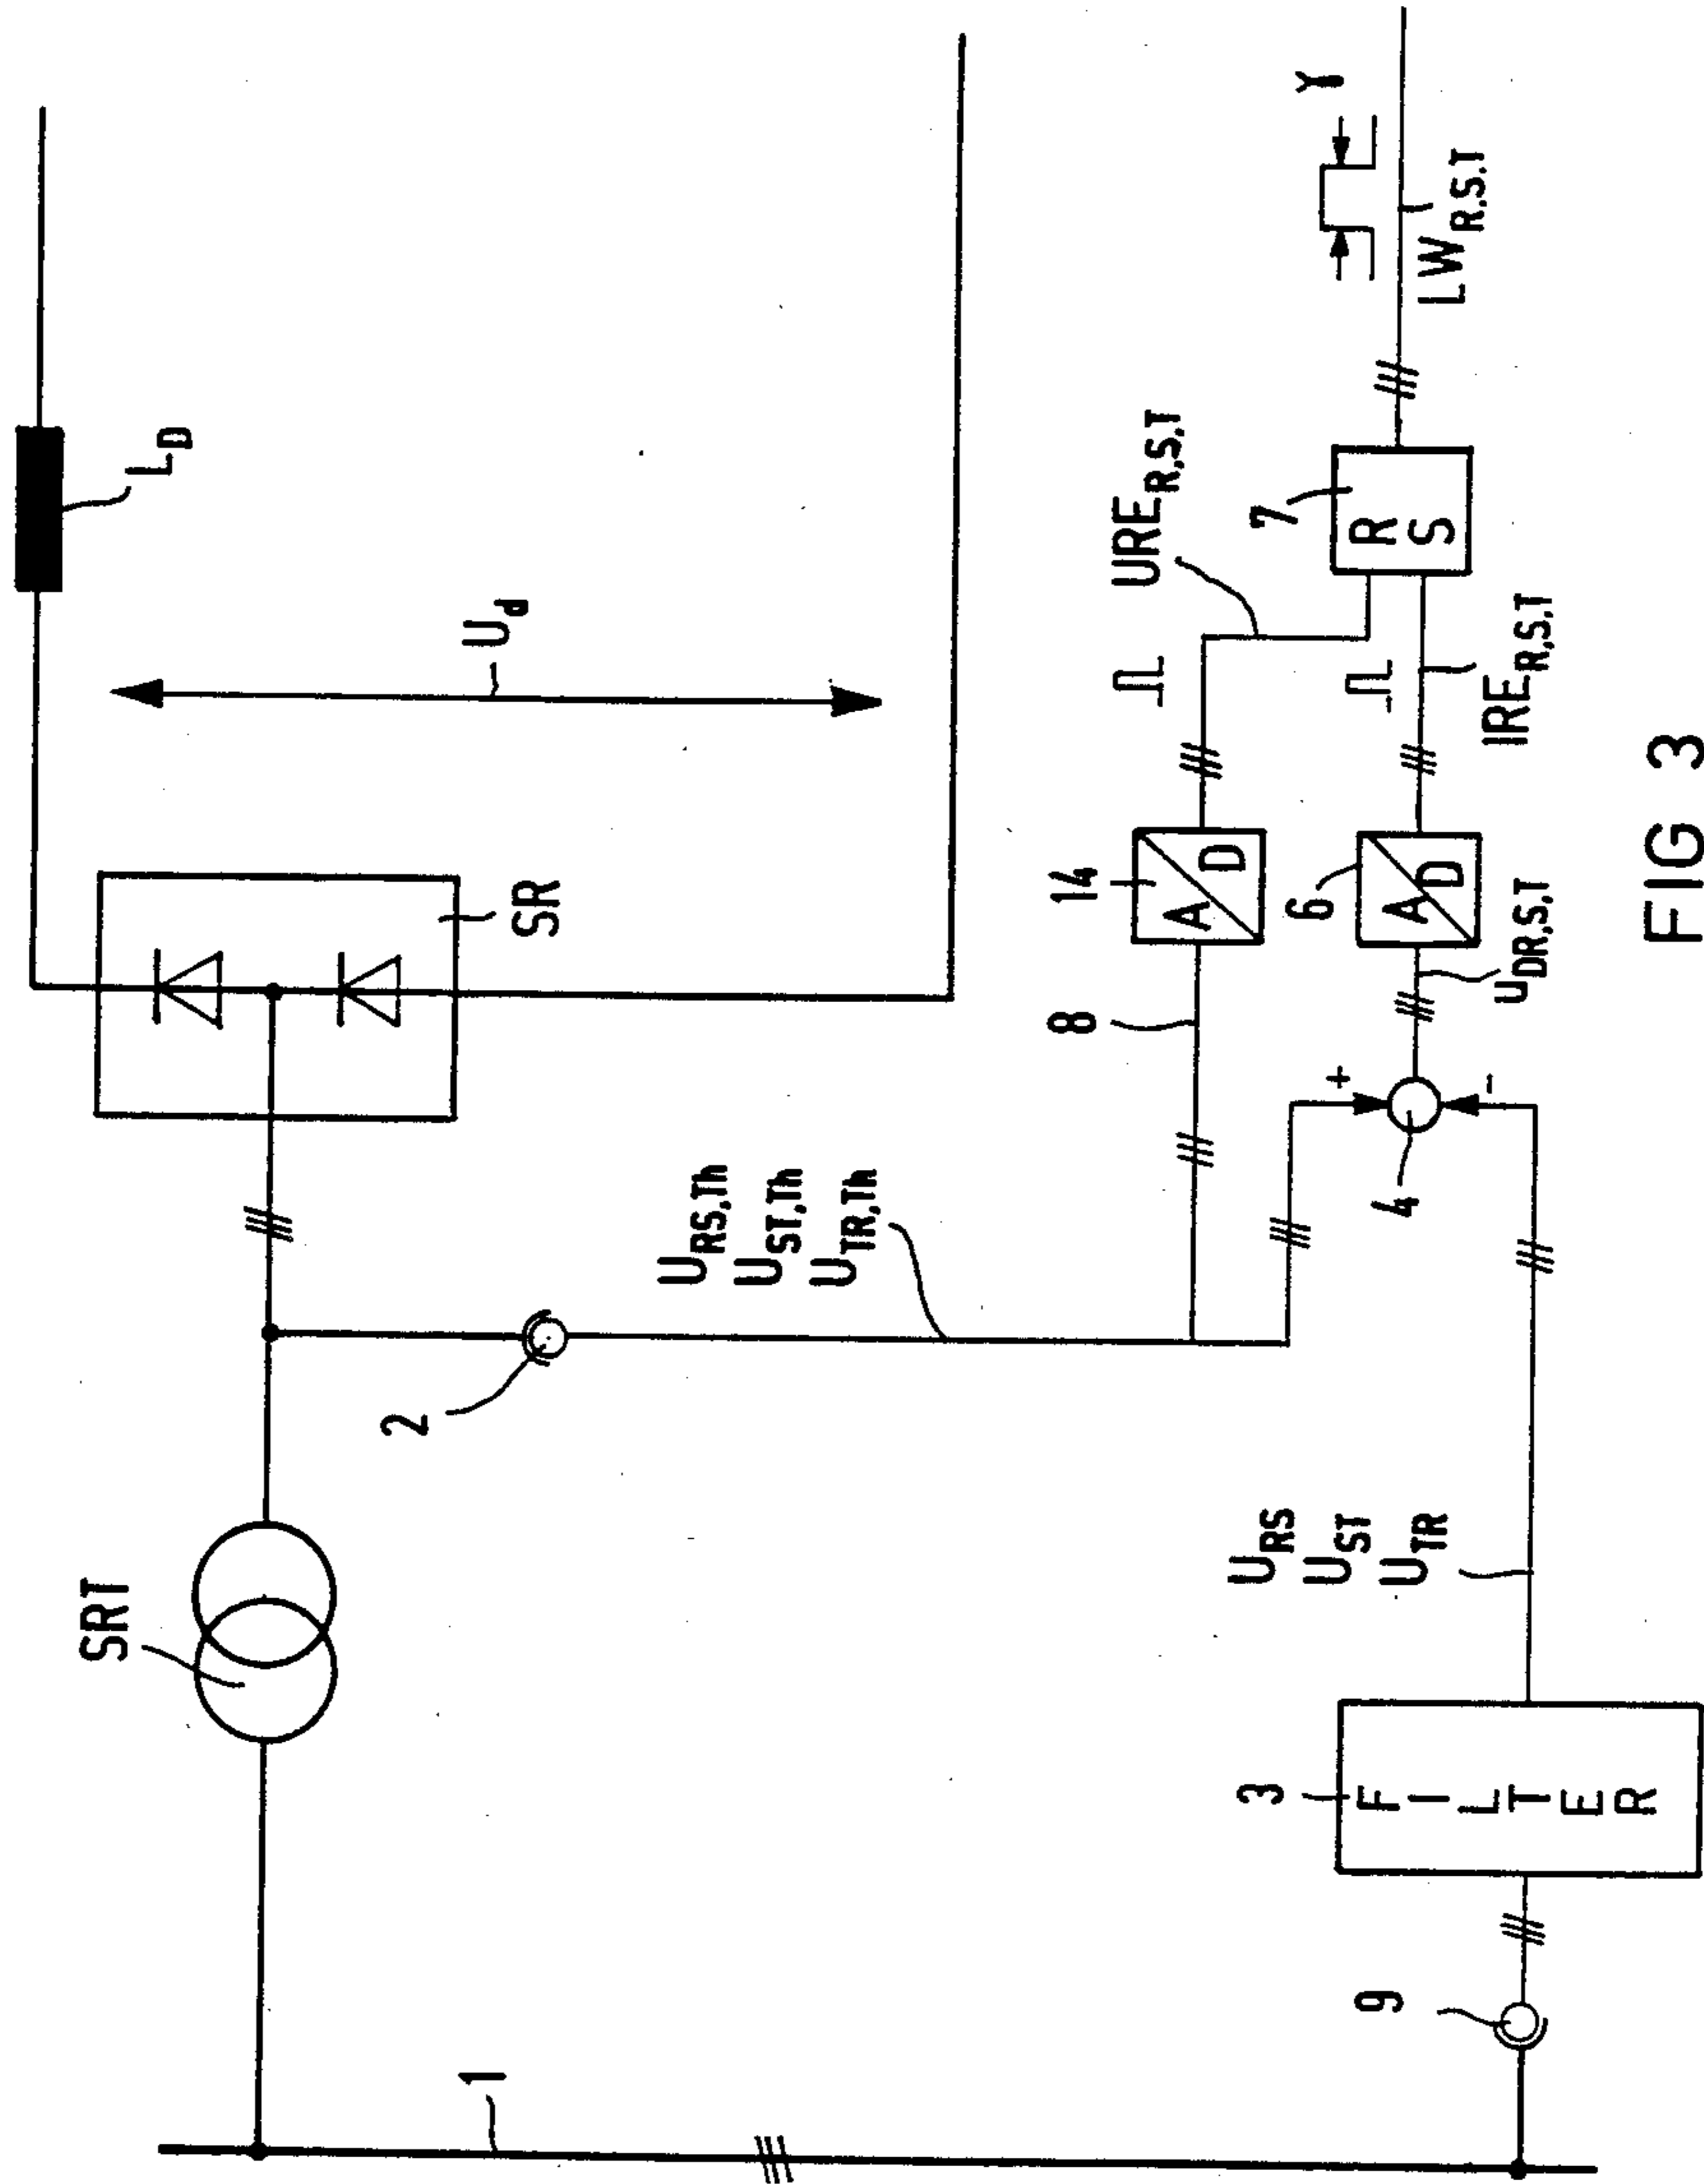 L_D
U_d
SR
SRT
2
U_RS,Th
U_ST,Th
U_TR,Th
1
8
14
A
D
URE_R,S,T
7
R
S
γ
LW_R,S,T
6
A
D
IRE_R,S,T
u_DR,S,T
+
-
4
U_RS
U_ST
U_TR
3
FILTER
9
FIG 3